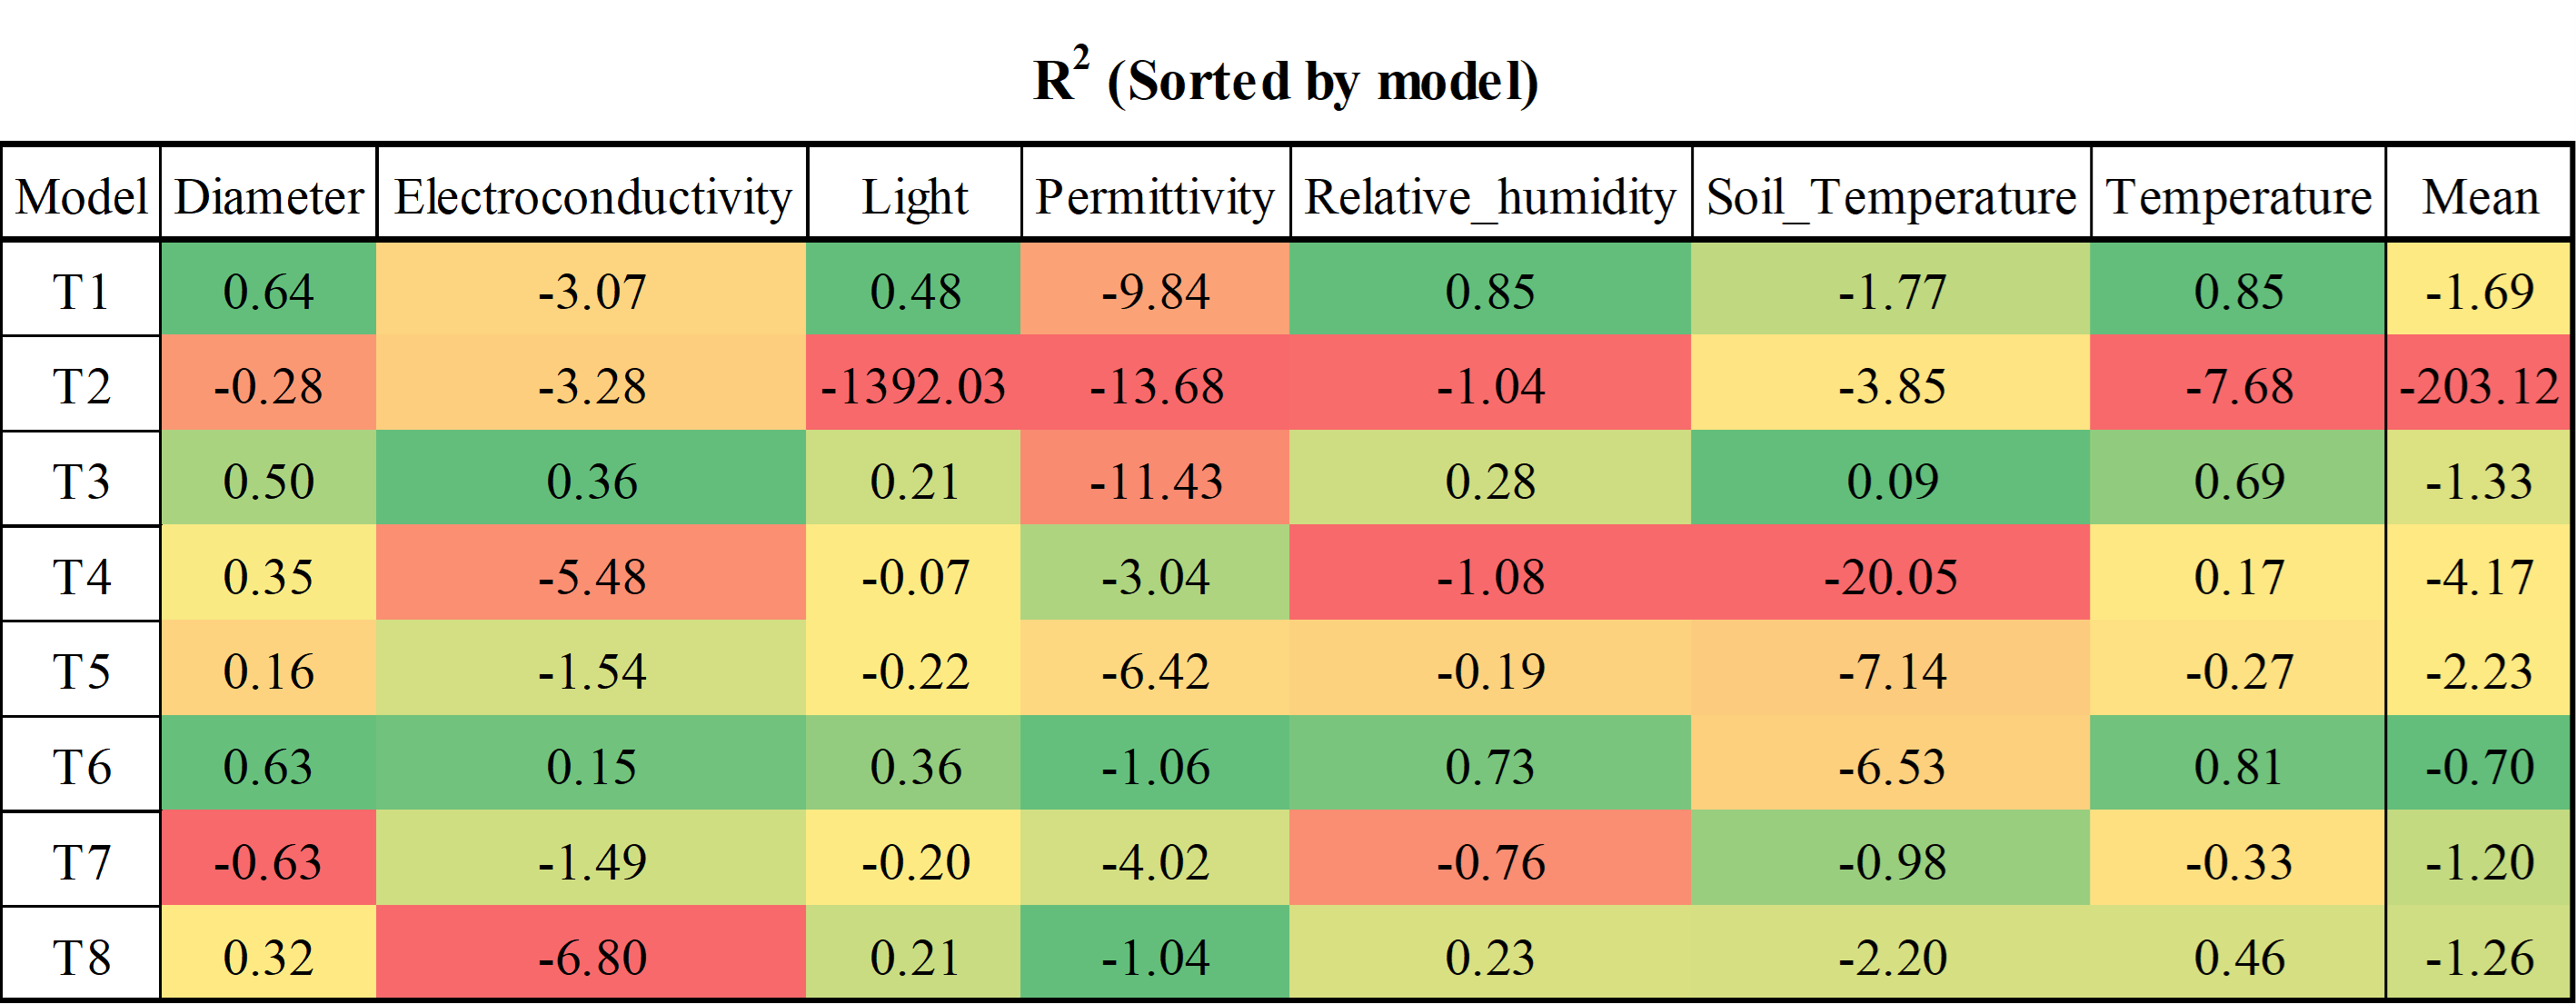 R² (Sorted by model)
Model Diameter Electroconductivity Light Permittivity Relative_humidity Soil_Temperature Temperature Mean
T1 0.64 -3.07 0.48 -9.84 0.85 -1.77 0.85 -1.69
T2 -0.28 -3.28 -1392.03 -13.68 -1.04 -3.85 -7.68 -203.12
T3 0.50 0.36 0.21 -11.43 0.28 0.09 0.69 -1.33
T4 0.35 -5.48 -0.07 -3.04 -1.08 -20.05 0.17 -4.17
T5 0.16 -1.54 -0.22 -6.42 -0.19 -7.14 -0.27 -2.23
T6 0.63 0.15 0.36 -1.06 0.73 -6.53 0.81 -0.70
T7 -0.63 -1.49 -0.20 -4.02 -0.76 -0.98 -0.33 -1.20
T8 0.32 -6.80 0.21 -1.04 0.23 -2.20 0.46 -1.26